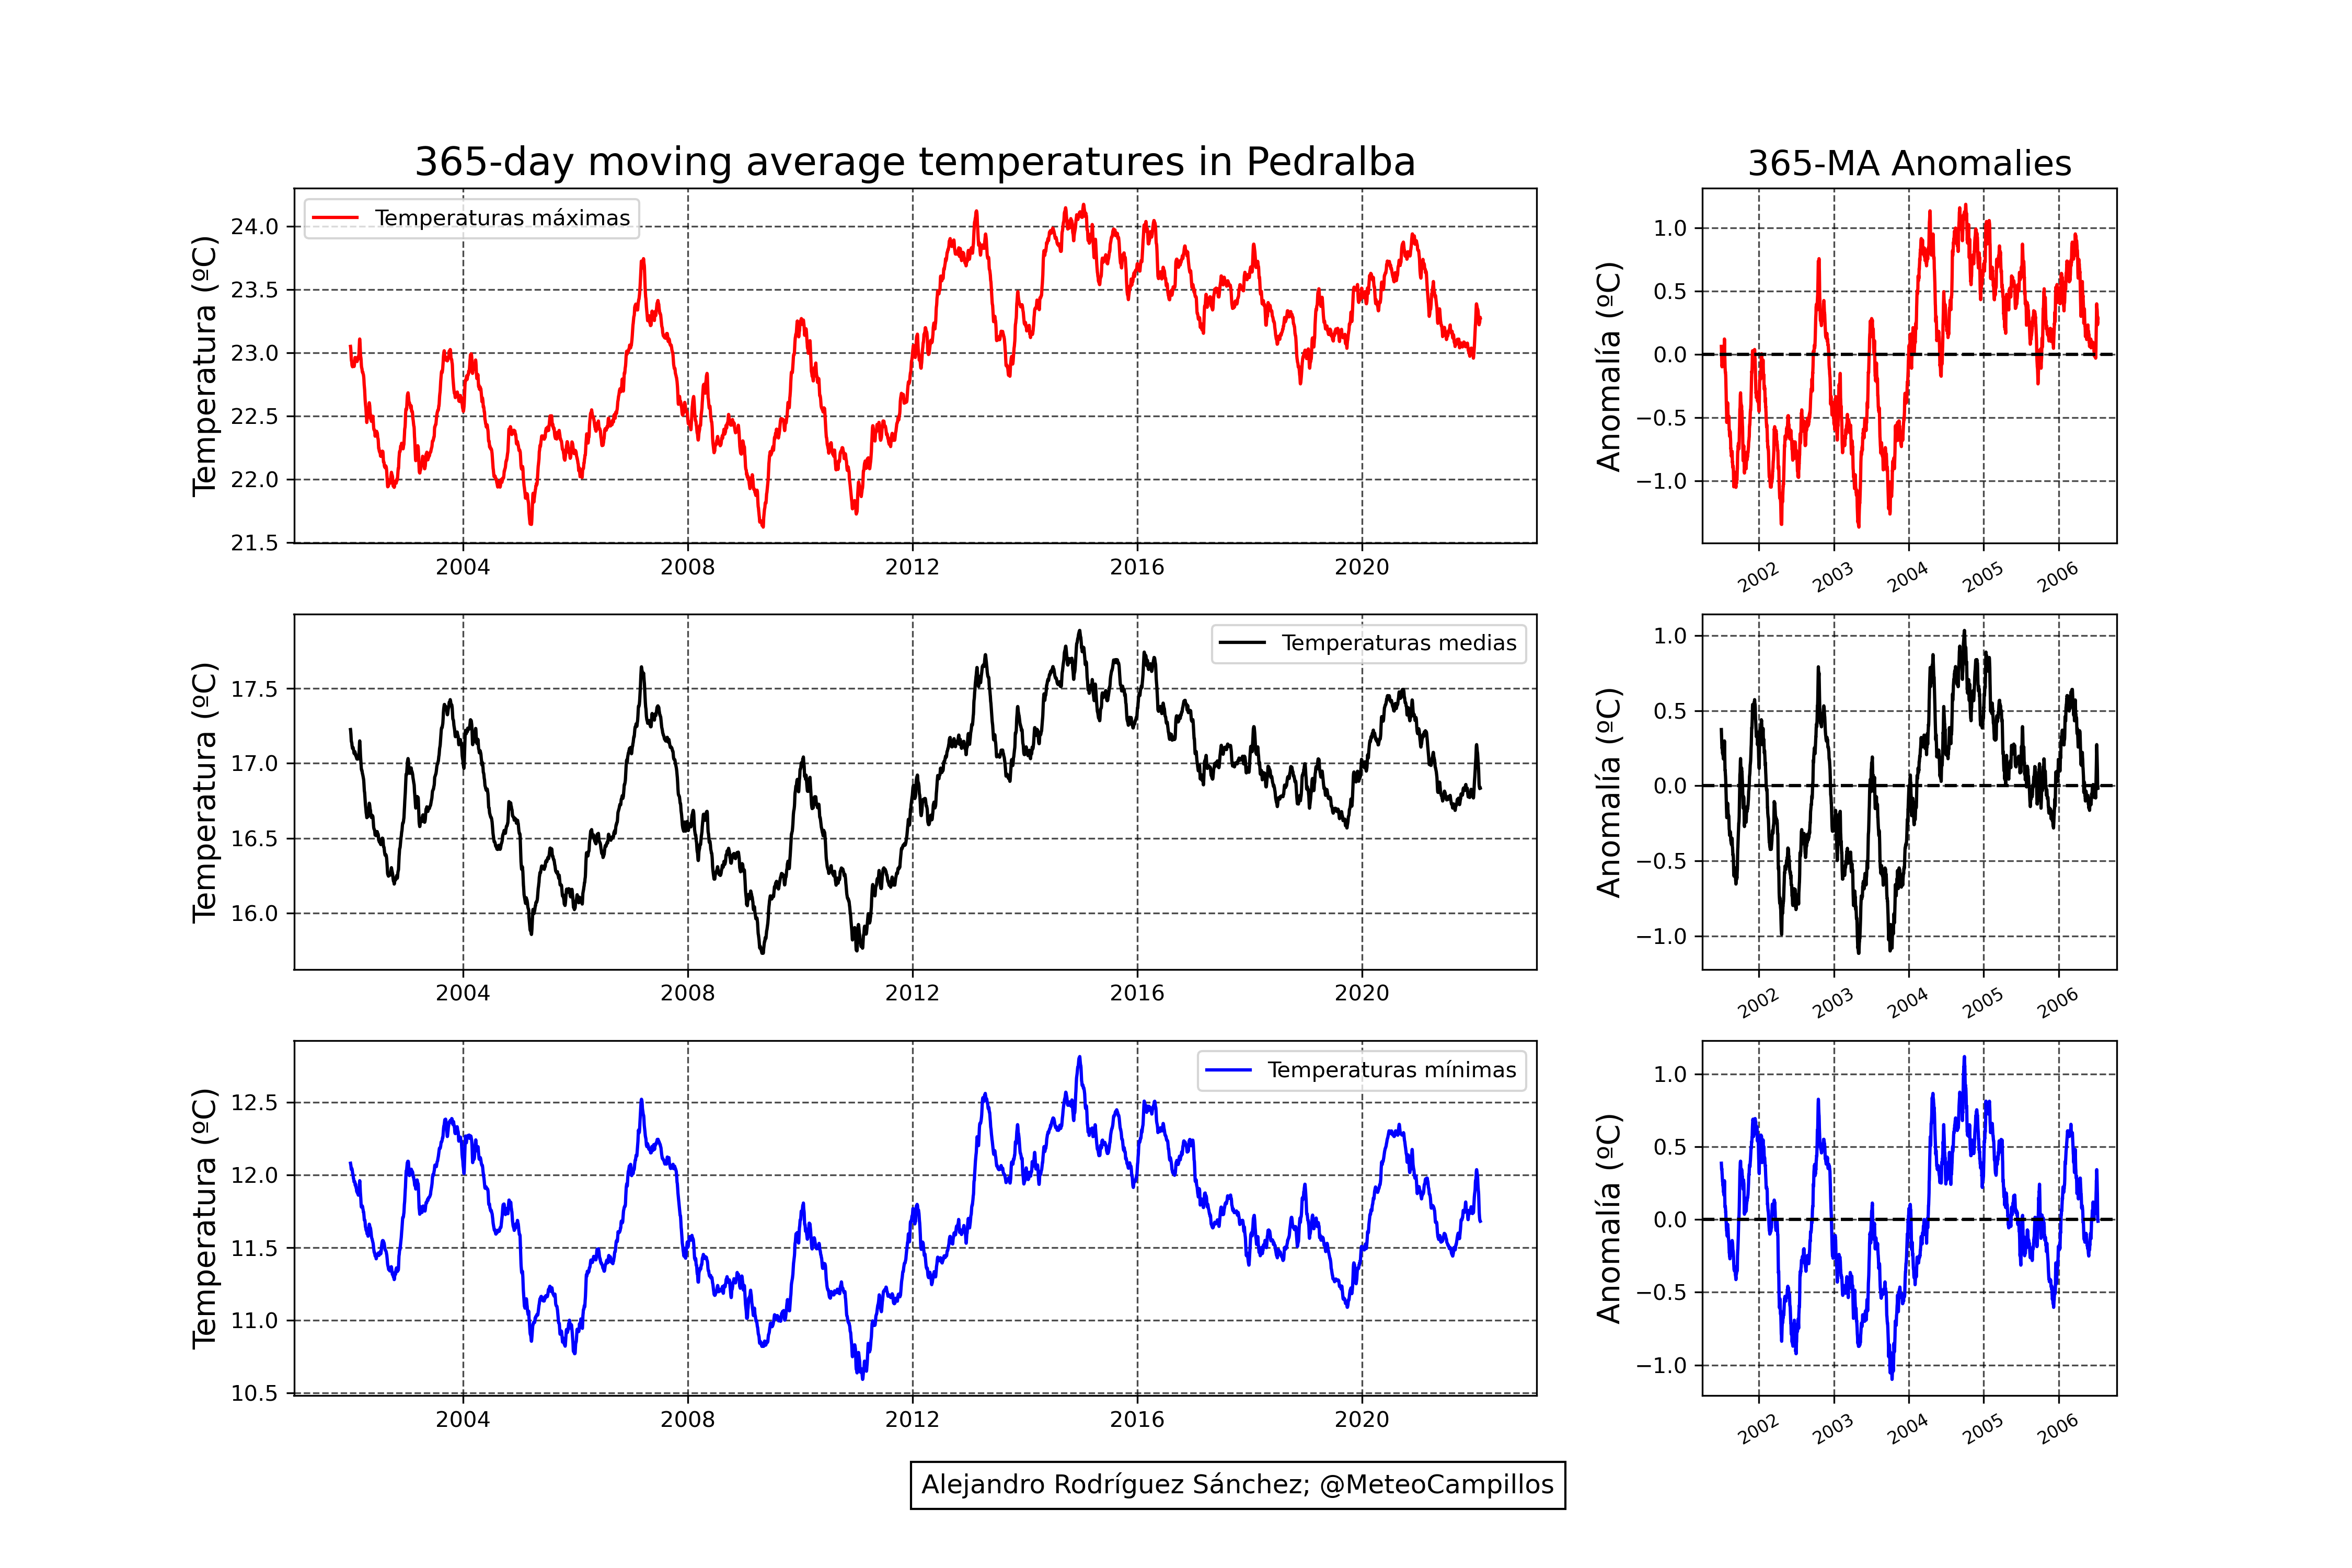 365-day moving average temperatures in Pedralba
Temperatura (ºC)
24.0
23.5
23.0
22.5
22.0
21.5
Temperaturas máximas
2004 2008 2012 2016 2020
365-MA Anomalies
Anomalía (ºC)
1.0
0.5
0.0
−0.5
−1.0
2002 2003 2004 2005 2006
Temperatura (ºC)
17.5
17.0
16.5
16.0
Temperaturas medias
2004 2008 2012 2016 2020
Anomalía (ºC)
1.0
0.5
0.0
−0.5
−1.0
2002 2003 2004 2005 2006
Temperatura (ºC)
12.5
12.0
11.5
11.0
10.5
Temperaturas mínimas
2004 2008 2012 2016 2020
Anomalía (ºC)
1.0
0.5
0.0
−0.5
−1.0
2002 2003 2004 2005 2006
Alejandro Rodríguez Sánchez; @MeteoCampillos